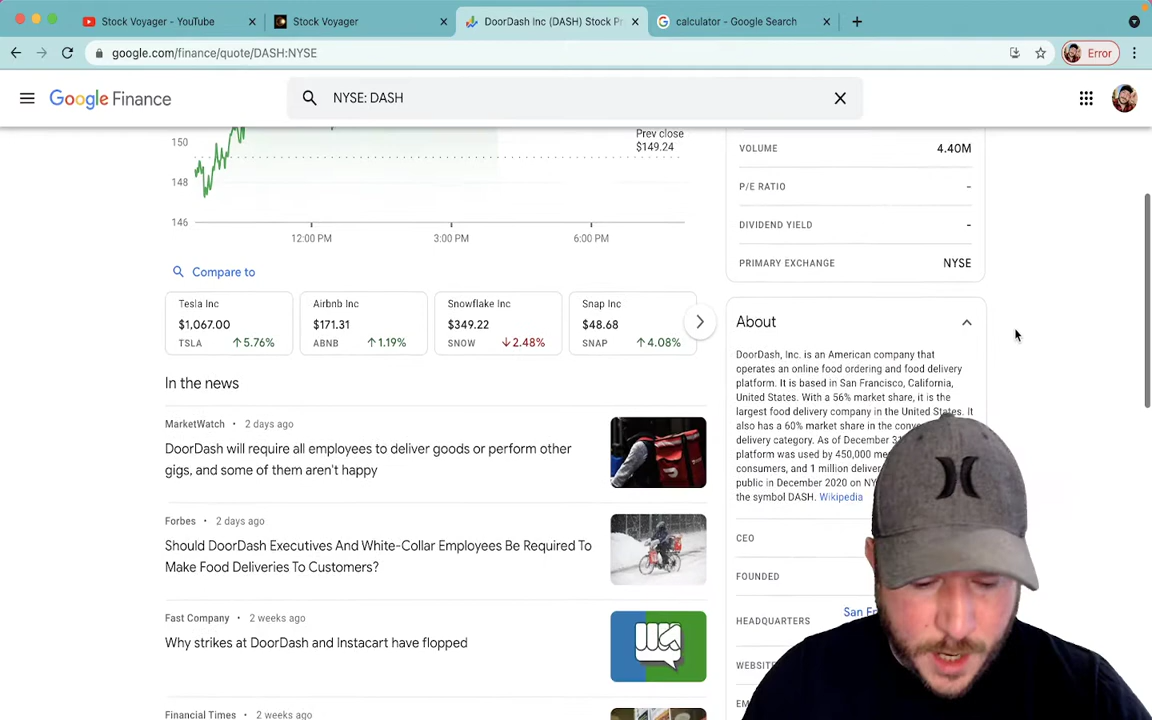 Stock Voyager - YouTube
Stock Voyager
DoorDash Inc (DASH) Stock Pr
calculator - Google Search
google.com/finance/quote/DASH:NYSE
Error
Google Finance
NYSE: DASH
150
148
146
Prev close
$149.24
12:00 PM
3:00 PM
6:00 PM
VOLUME
4.40M
P/E RATIO
-
DIVIDEND YIELD
-
PRIMARY EXCHANGE
NYSE
Compare to
Tesla Inc
$1,067.00
TSLA ↑5.76%
Airbnb Inc
$171.31
ABNB ↑1.19%
Snowflake Inc
$349.22
SNOW ↓2.48%
Snap Inc
$48.68
SNAP ↑4.08%
In the news
MarketWatch • 2 days ago
DoorDash will require all employees to deliver goods or perform other
gigs, and some of them aren't happy
Forbes • 2 days ago
Should DoorDash Executives And White-Collar Employees Be Required To
Make Food Deliveries To Customers?
Fast Company • 2 weeks ago
Why strikes at DoorDash and Instacart have flopped
Financial Times • 2 weeks ago
About
DoorDash, Inc. is an American company that
operates an online food ordering and food delivery
platform. It is based in San Francisco, California,
United States. With a 56% market share, it is the
largest food delivery company in the United States. It
also has a 60% market share in the
delivery category. As of December
platform was used by 450,000
consumers, and 1 million
public in December 2020 on
the symbol DASH. Wikipedia
CEO
FOUNDED
HEADQUARTERS
San